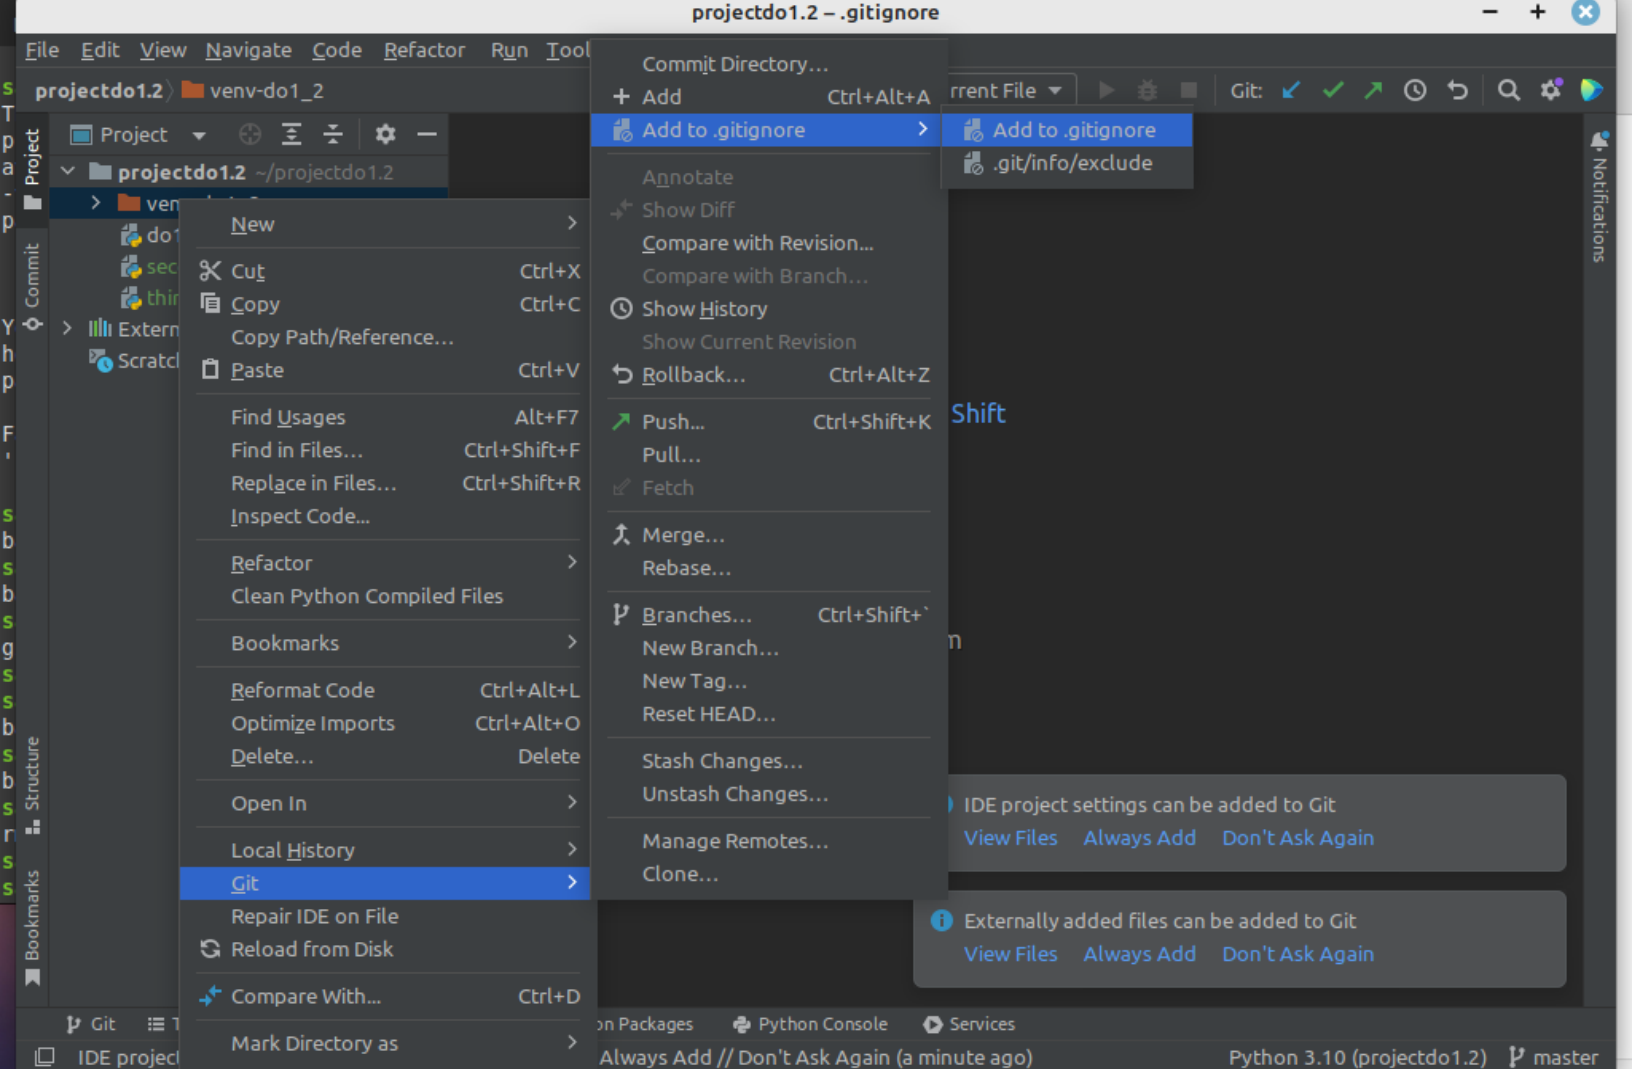 projectdo1.2 – .gitignore
File Edit View Navigate Code Refactor Run Tool
projectdo1.2 venv-do1_2
rrent File
Git:
Project
projectdo1.2 ~/projectdo1.2
ven
do1
sec
thir
Extern
Scratch
Project
Commit
Structure
Bookmarks
Notifications
New
Cut Ctrl+X
Copy Ctrl+C
Copy Path/Reference…
Paste Ctrl+V
Find Usages Alt+F7
Find in Files… Ctrl+Shift+F
Replace in Files… Ctrl+Shift+R
Inspect Code…
Refactor
Clean Python Compiled Files
Bookmarks
Reformat Code Ctrl+Alt+L
Optimize Imports Ctrl+Alt+O
Delete… Delete
Open In
Local History
Git
Repair IDE on File
Reload from Disk
Compare With… Ctrl+D
Mark Directory as
Commit Directory…
Add Ctrl+Alt+A
Add to .gitignore
Annotate
Show Diff
Compare with Revision…
Compare with Branch…
Show History
Show Current Revision
Rollback… Ctrl+Alt+Z
Push… Ctrl+Shift+K
Pull…
Fetch
Merge…
Rebase…
Branches… Ctrl+Shift+`
New Branch…
New Tag…
Reset HEAD…
Stash Changes…
Unstash Changes…
Manage Remotes…
Clone…
Add to .gitignore
.git/info/exclude
Shift
IDE project settings can be added to Git
View Files Always Add Don't Ask Again
Externally added files can be added to Git
View Files Always Add Don't Ask Again
Git T on Packages Python Console Services
IDE projec Always Add // Don't Ask Again (a minute ago) Python 3.10 (projectdo1.2) master